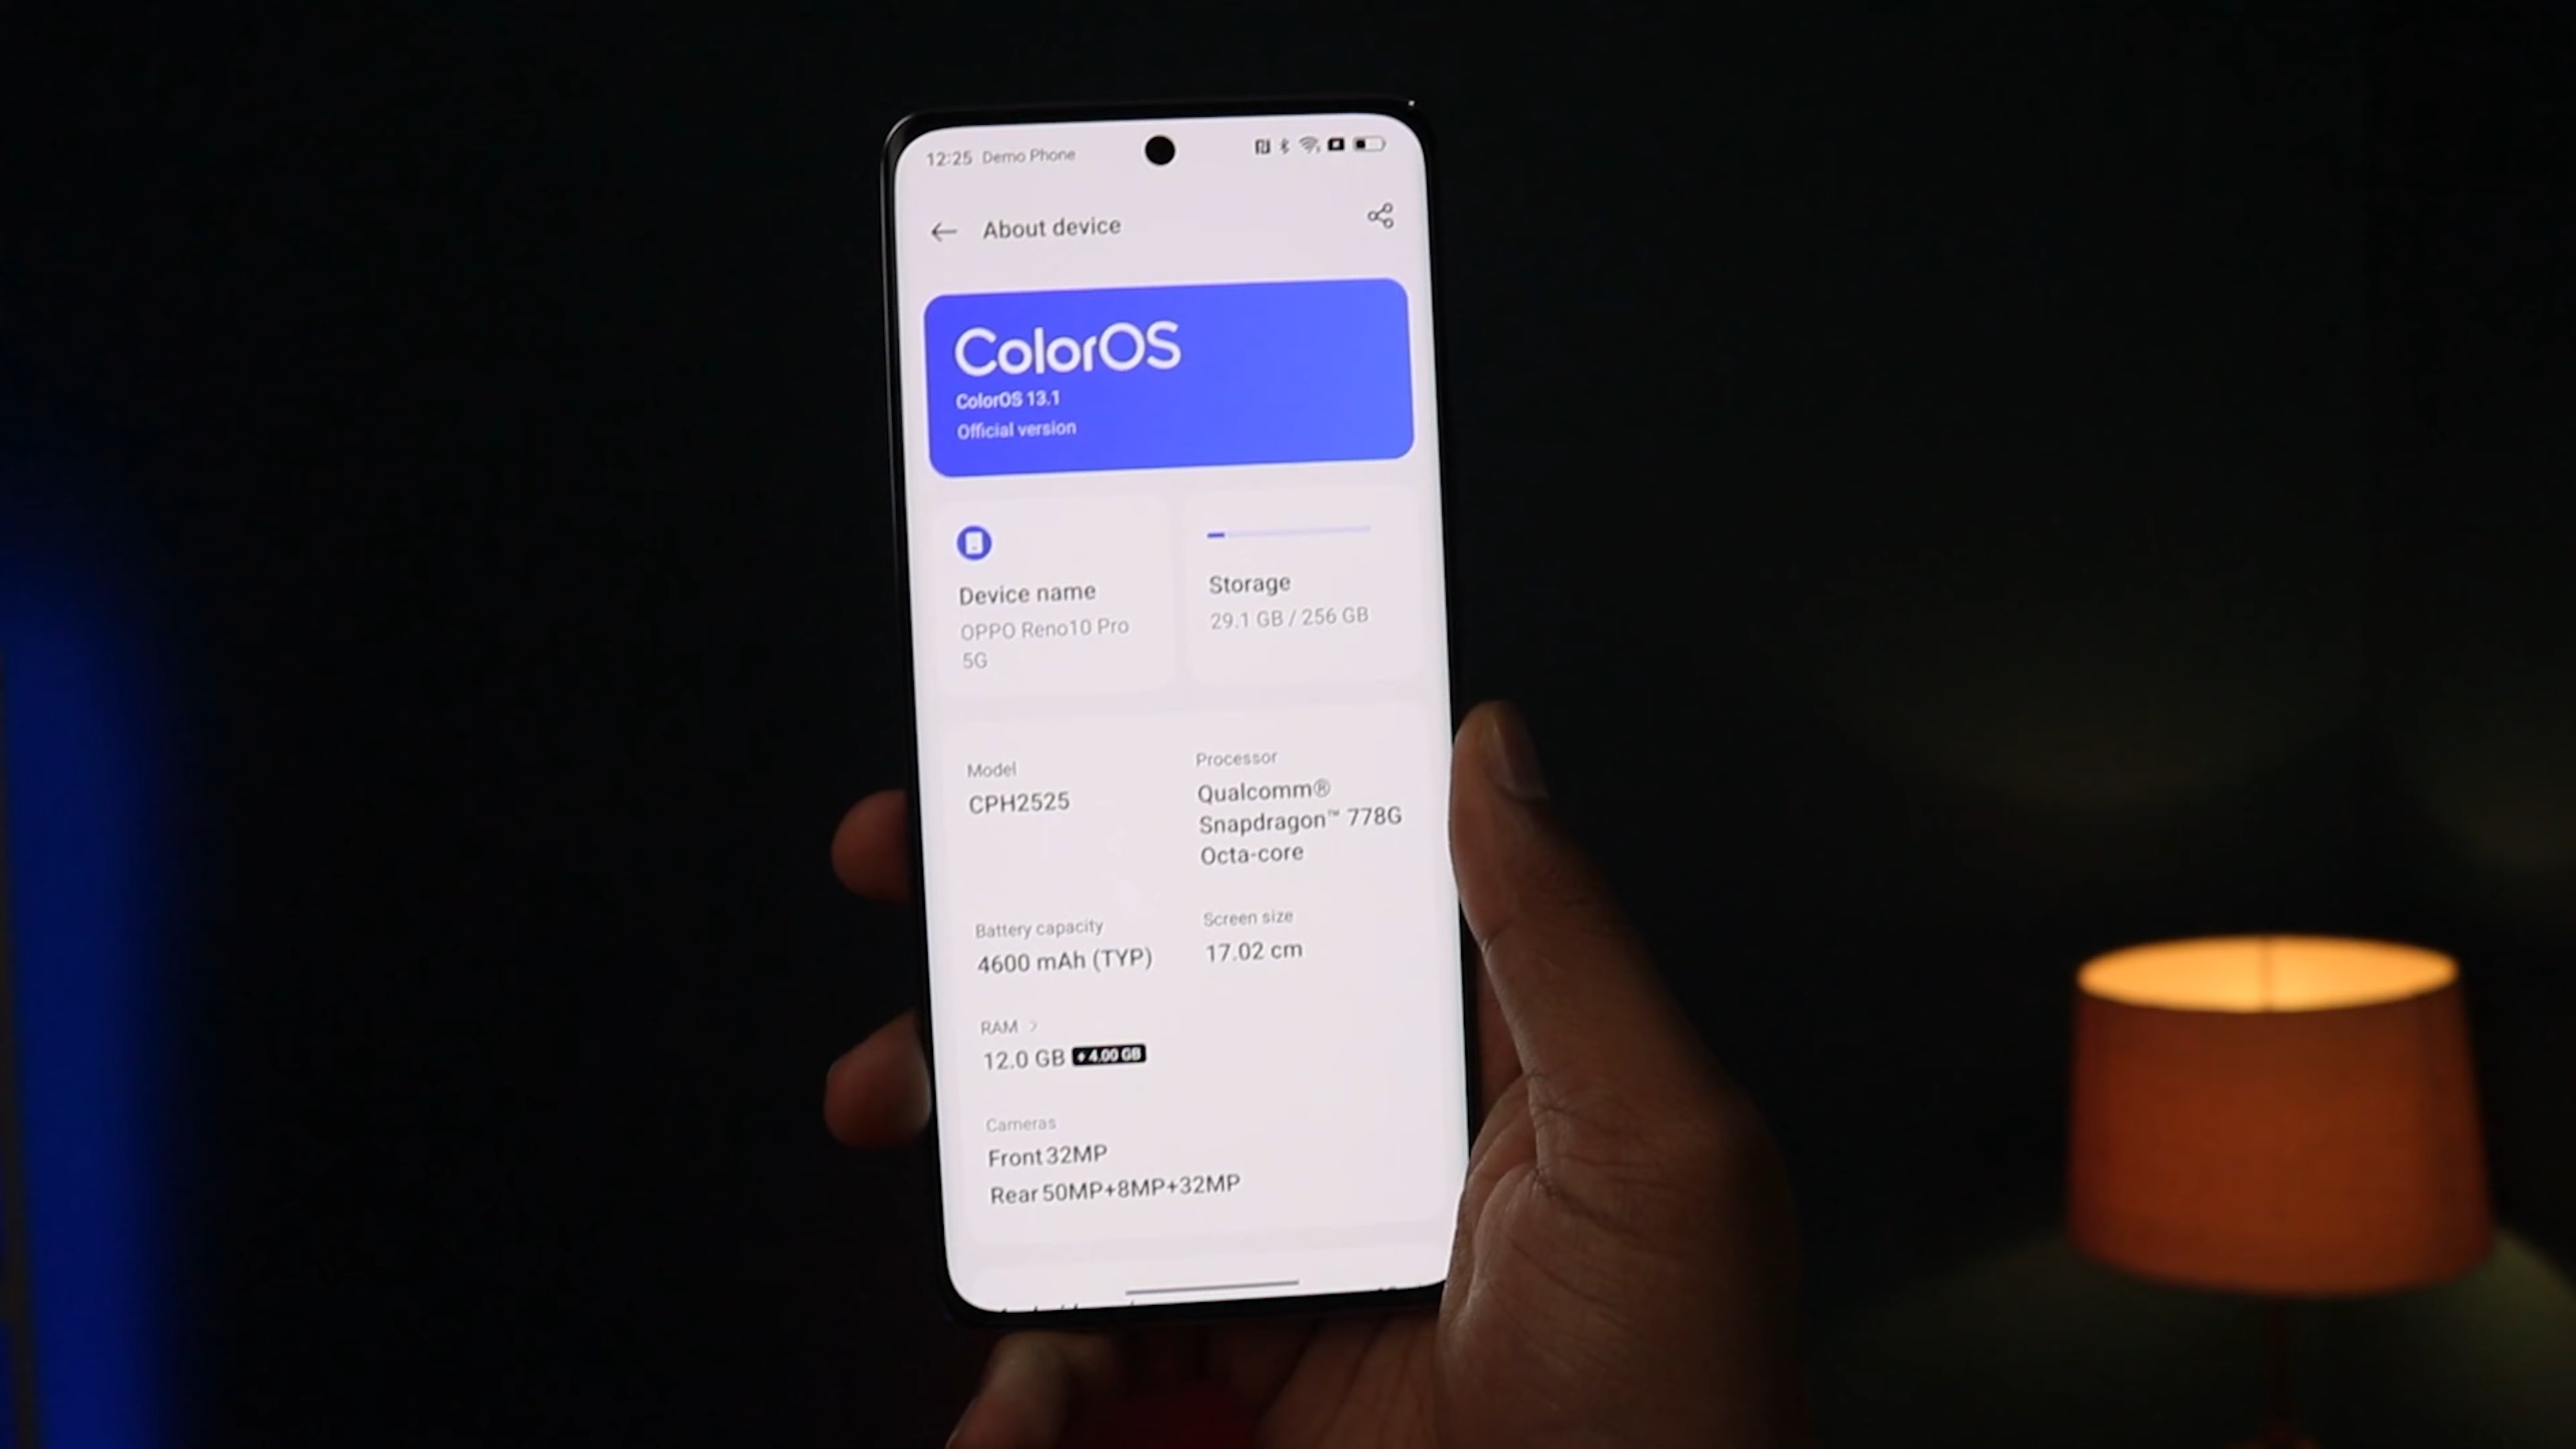 12:25 Demo Phone
About device
ColorOS
ColorOS 13.1
Official version
Device name
OPPO Reno10 Pro
5G
Storage
29.1 GB / 256 GB
Model
CPH2525
Processor
Qualcomm®
Snapdragon™ 778G
Octa-core
Battery capacity
4600 mAh (TYP)
Screen size
17.02 cm
RAM >
12.0 GB + 4.00 GB
Cameras
Front 32MP
Rear 50MP+8MP+32MP